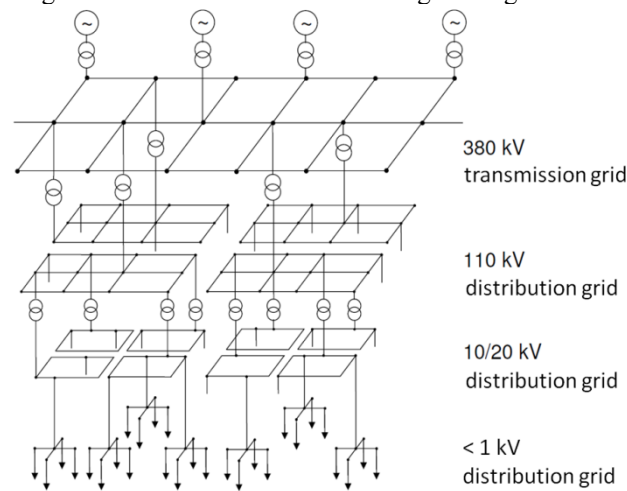 ~ ~ ~ ~
380 kV
transmission grid
110 kV
distribution grid
10/20 kV
distribution grid
< 1 kV
distribution grid